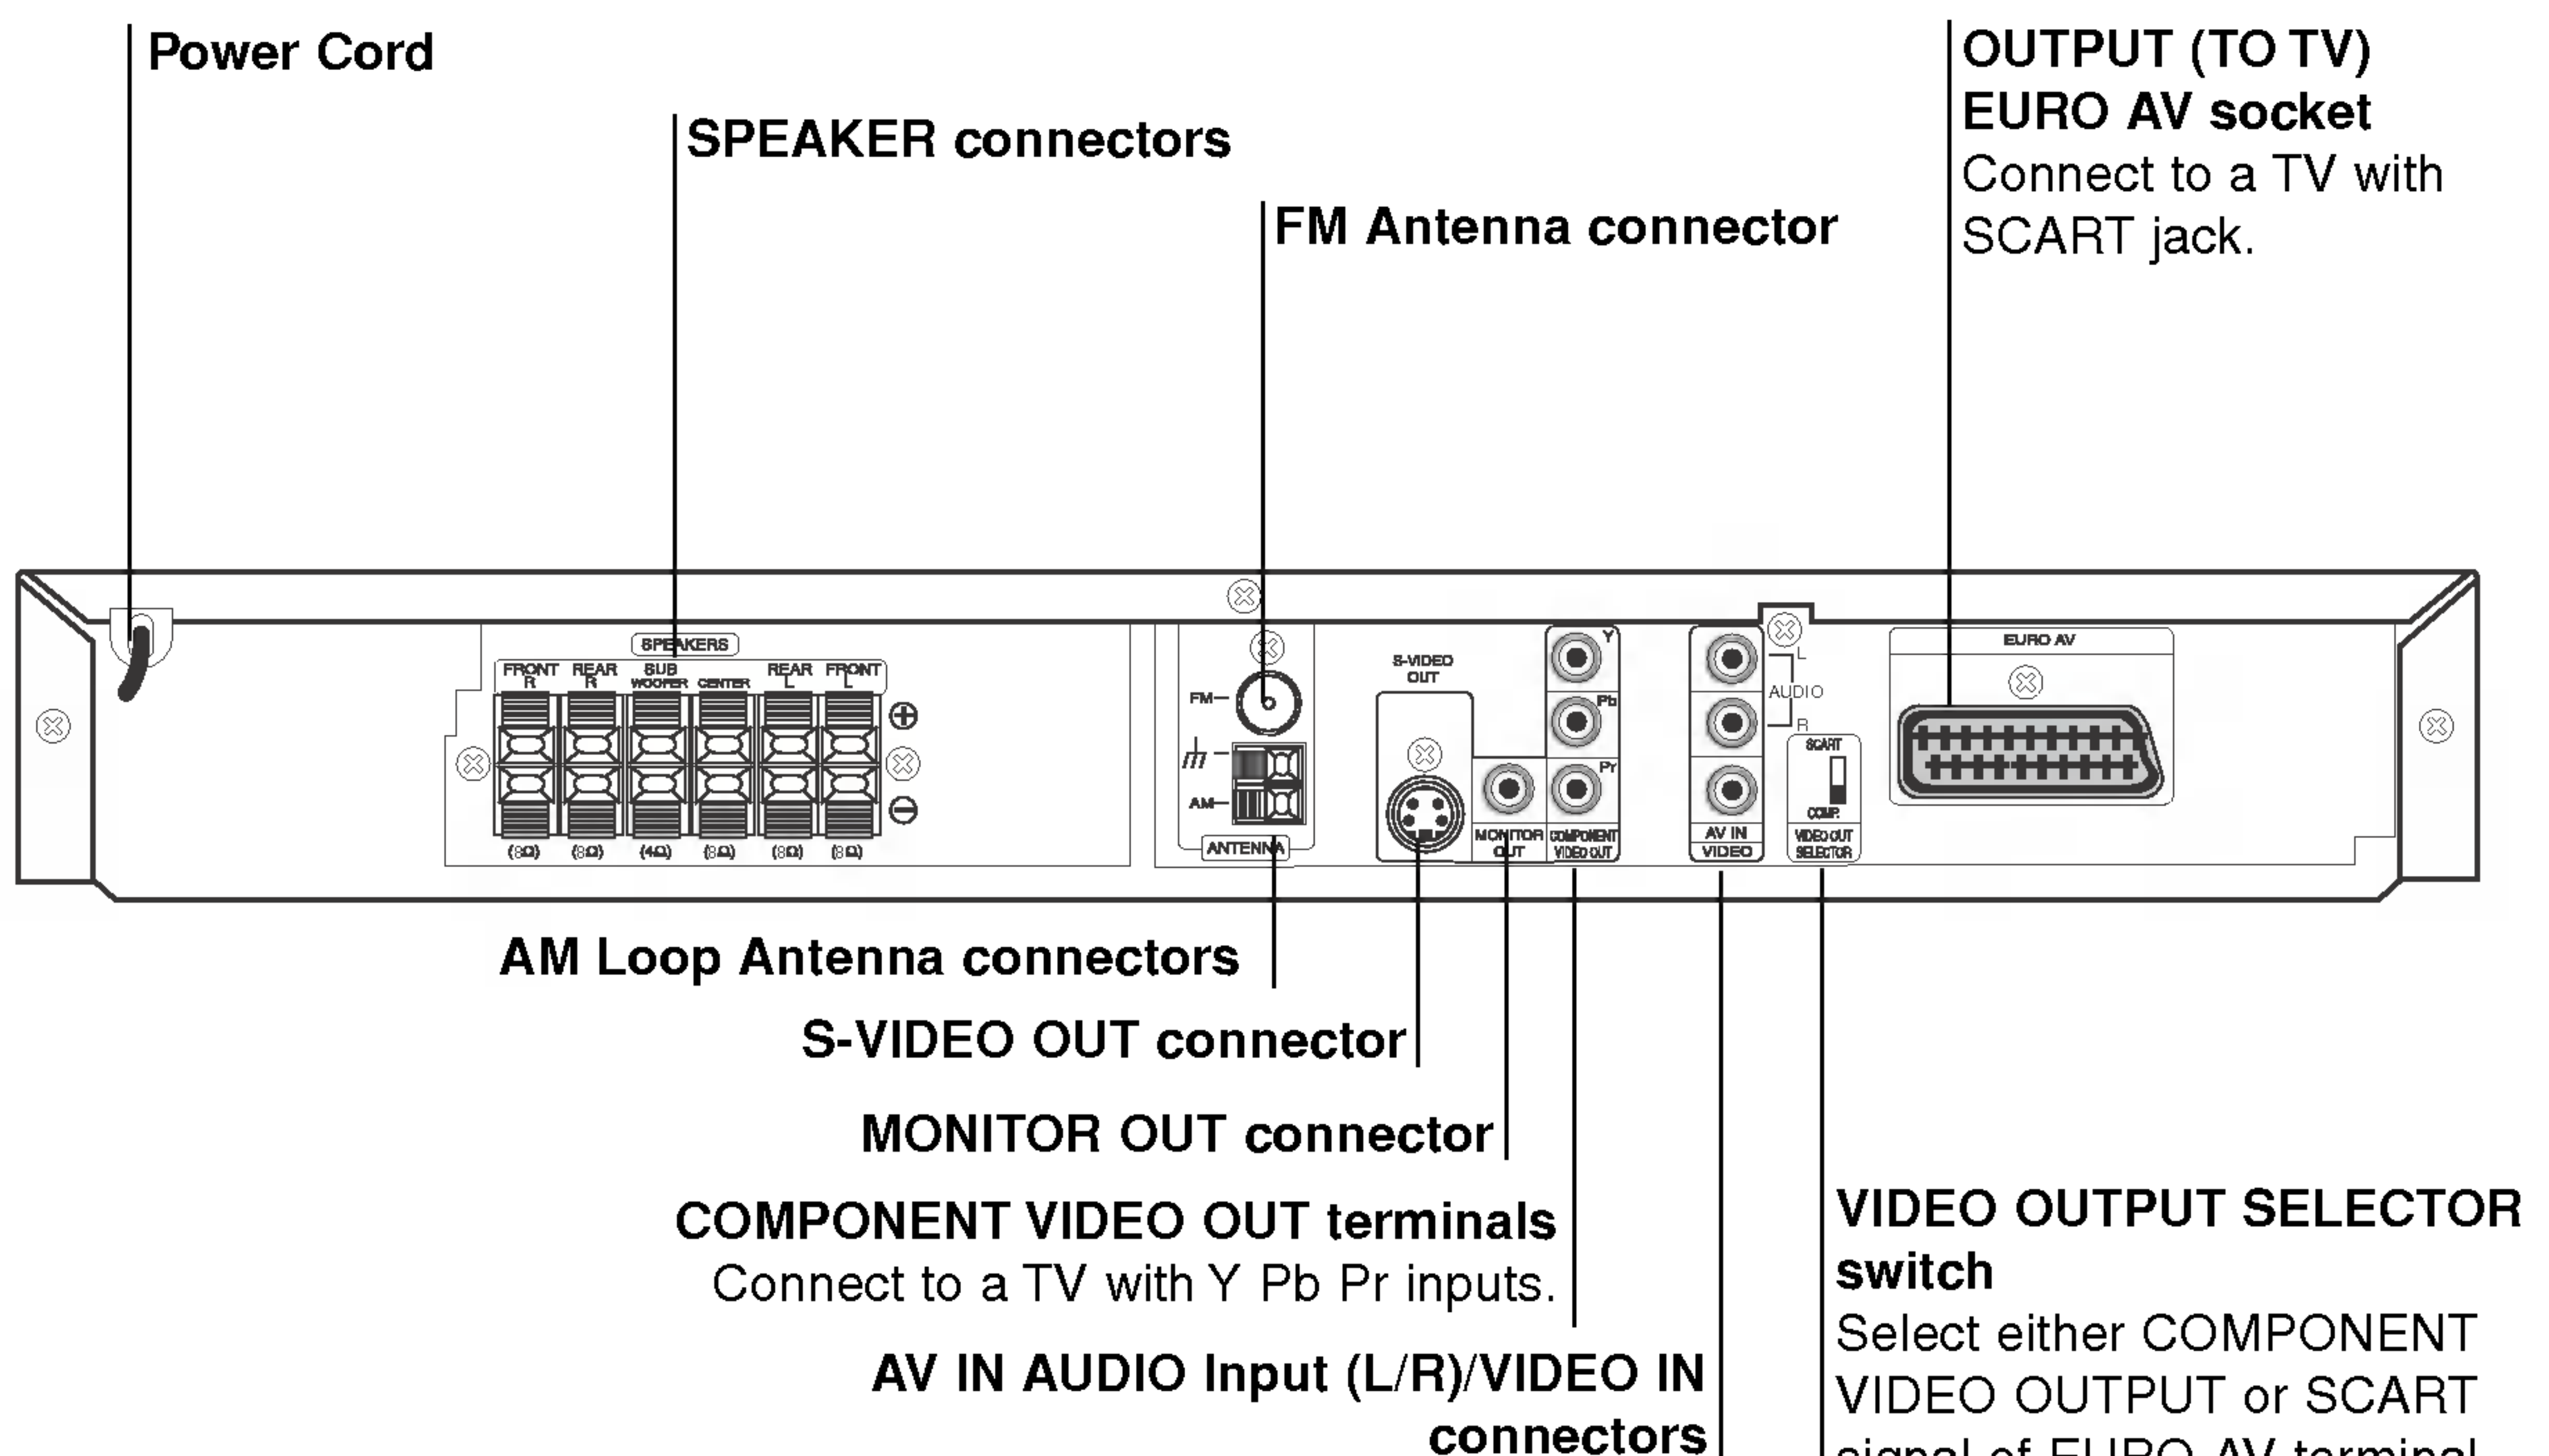 Power Cord
SPEAKER connectors
FM Antenna connector
OUTPUT (TO TV)
EURO AV socket
Connect to a TV with
SCART jack.
SPEAKERS
FRONT R
REAR R
SUB WOOFER
CENTER
REAR L
FRONT L
(8Ω) (8Ω) (4Ω) (8Ω) (8Ω) (8Ω)
FM
AM
ANTENNA
S-VIDEO
OUT
MONITOR
OUT
Y
Pb
Pr
COMPONENT
VIDEO OUT
L
AUDIO
R
AV IN
VIDEO
SCART
COMP.
VIDEO OUT
SELECTOR
EURO AV
AM Loop Antenna connectors
S-VIDEO OUT connector
MONITOR OUT connector
COMPONENT VIDEO OUT terminals
Connect to a TV with Y Pb Pr inputs.
AV IN AUDIO Input (L/R)/VIDEO IN
connectors
VIDEO OUTPUT SELECTOR
switch
Select either COMPONENT
VIDEO OUTPUT or SCART
signal of EURO AV terminal